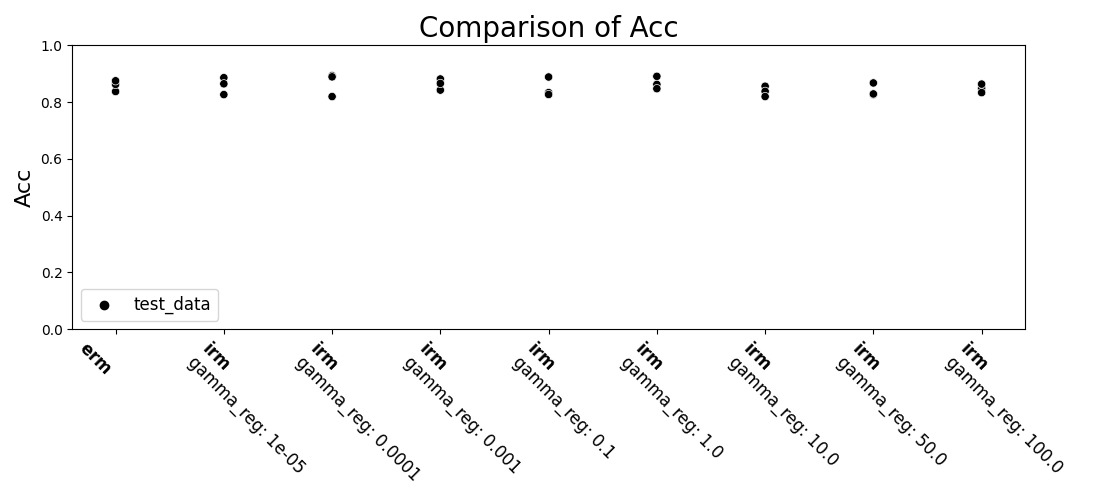 Comparison of Acc
Acc
1.0
0.8
0.6
0.4
0.2
0.0
test_data
erm
irm
gamma_reg: 1e-05
irm
gamma_reg: 0.0001
irm
gamma_reg: 0.001
irm
gamma_reg: 0.1
irm
gamma_reg: 1.0
irm
gamma_reg: 10.0
irm
gamma_reg: 50.0
irm
gamma_reg: 100.0